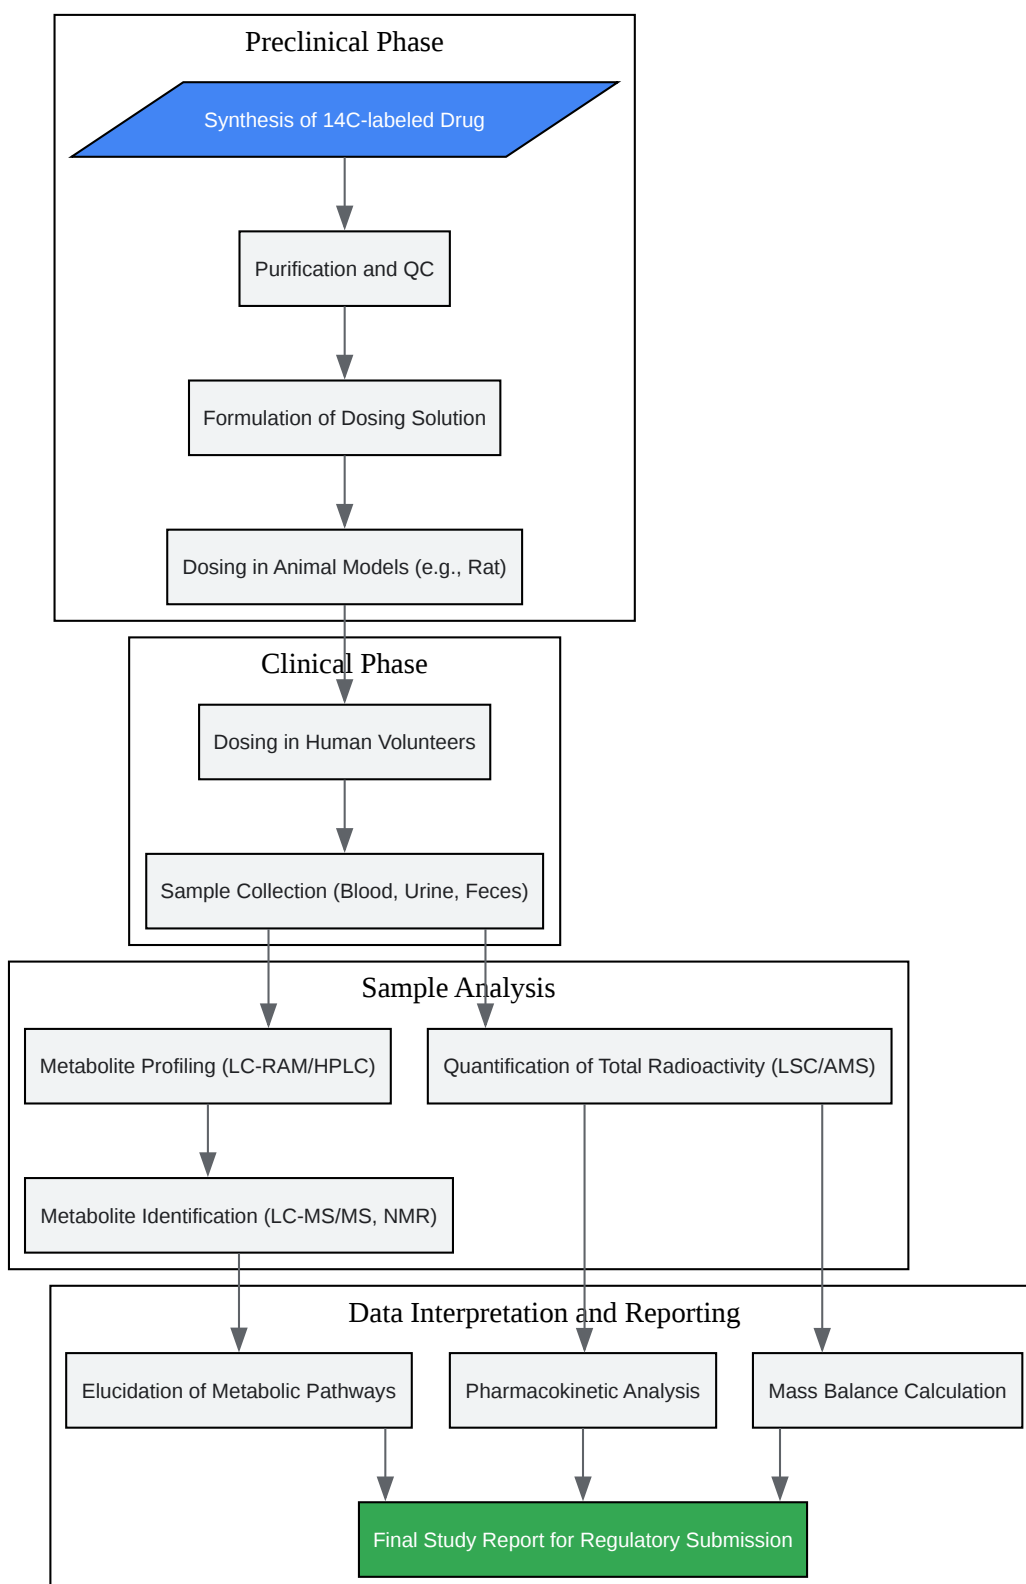 Preclinical Phase
Synthesis of 14C-labeled Drug
Purification and QC
Formulation of Dosing Solution
Dosing in Animal Models (e.g., Rat)
Clinical Phase
Dosing in Human Volunteers
Sample Collection (Blood, Urine, Feces)
Sample Analysis
Metabolite Profiling (LC-RAM/HPLC)
Quantification of Total Radioactivity (LSC/AMS)
Metabolite Identification (LC-MS/MS, NMR)
Data Interpretation and Reporting
Elucidation of Metabolic Pathways
Pharmacokinetic Analysis
Mass Balance Calculation
Final Study Report for Regulatory Submission